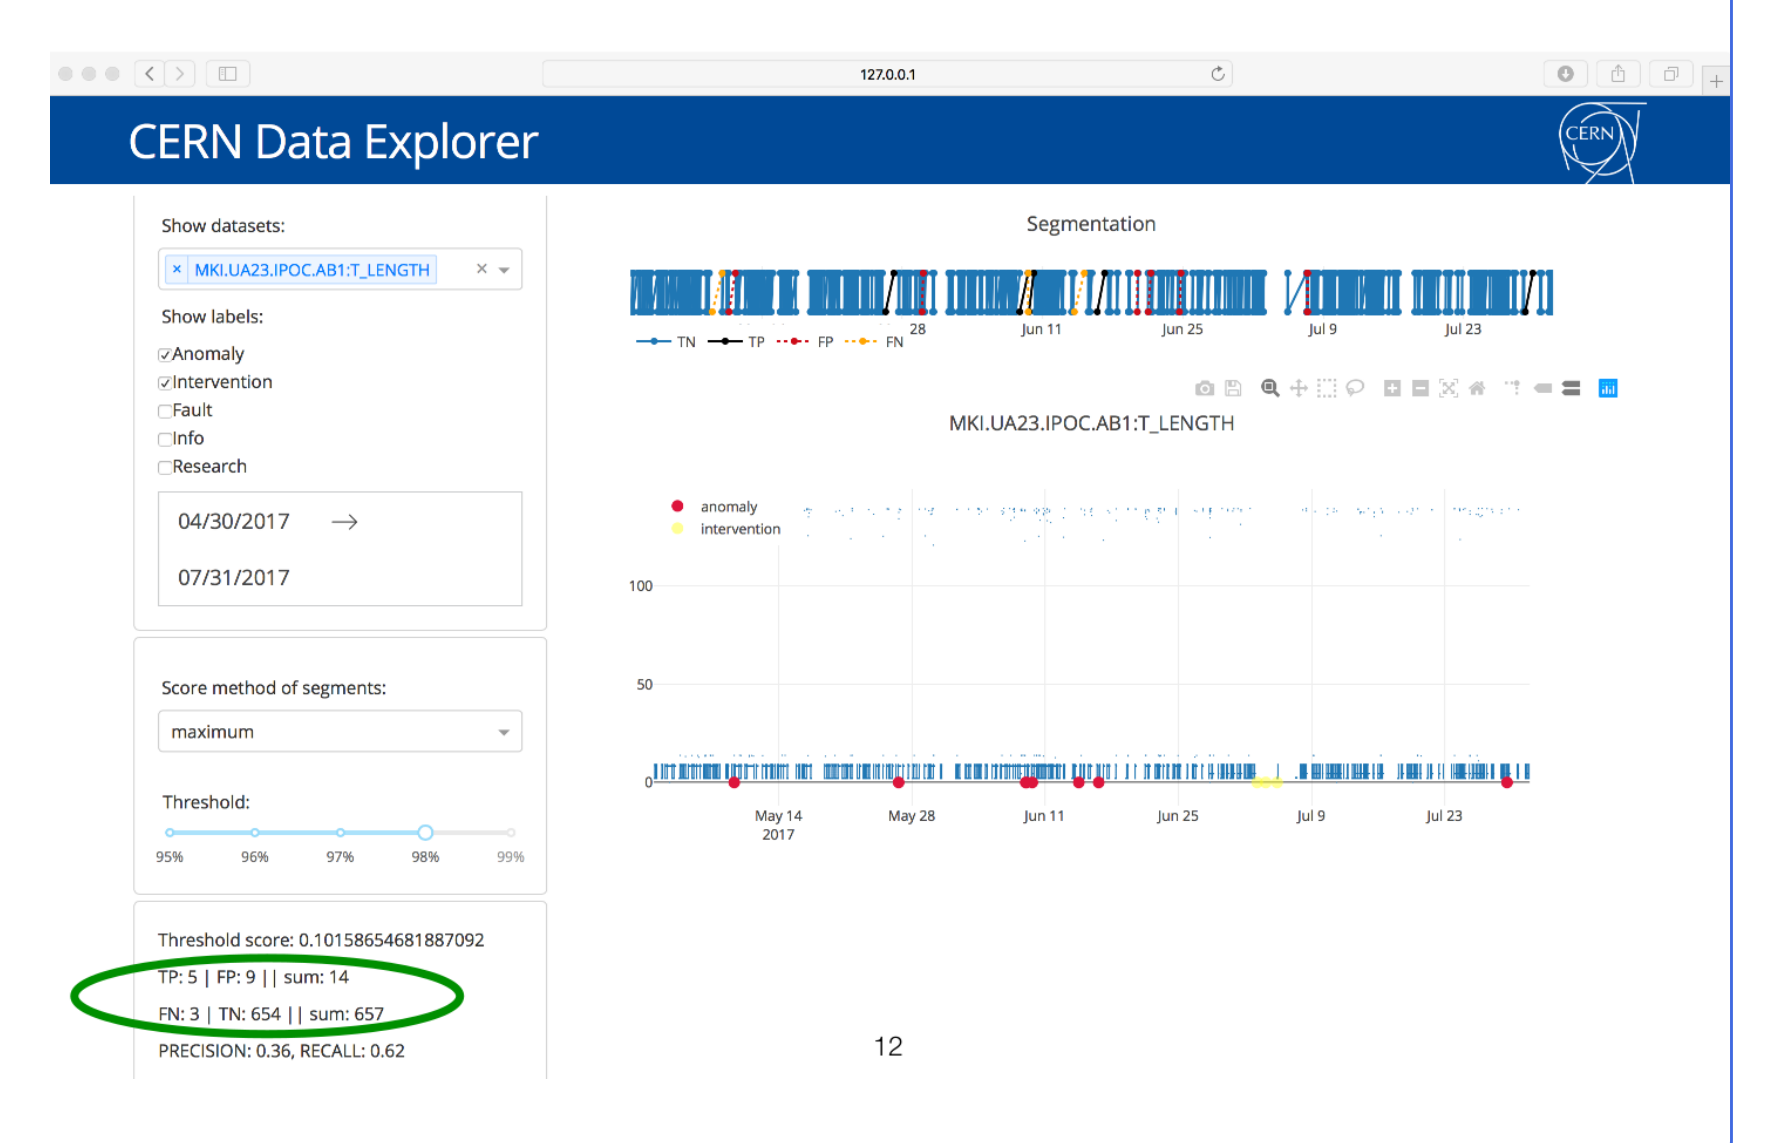 127.0.0.1
CERN Data Explorer
CERN
Show datasets:
× MKI.UA23.IPOC.AB1:T_LENGTH ×
Show labels:
Anomaly
Intervention
Fault
Info
Research
04/30/2017 →
07/31/2017
Score method of segments:
maximum
Threshold:
95% 96% 97% 98% 99%
Threshold score: 0.10158654681887092
TP: 5 | FP: 9 || sum: 14
FN: 3 | TN: 654 || sum: 657
PRECISION: 0.36, RECALL: 0.62
Segmentation
28 Jun 11 Jun 25 Jul 9 Jul 23
TN TP FP FN
MKI.UA23.IPOC.AB1:T_LENGTH
anomaly
intervention
100
50
0
May 14 May 28 Jun 11 Jun 25 Jul 9 Jul 23
2017
12